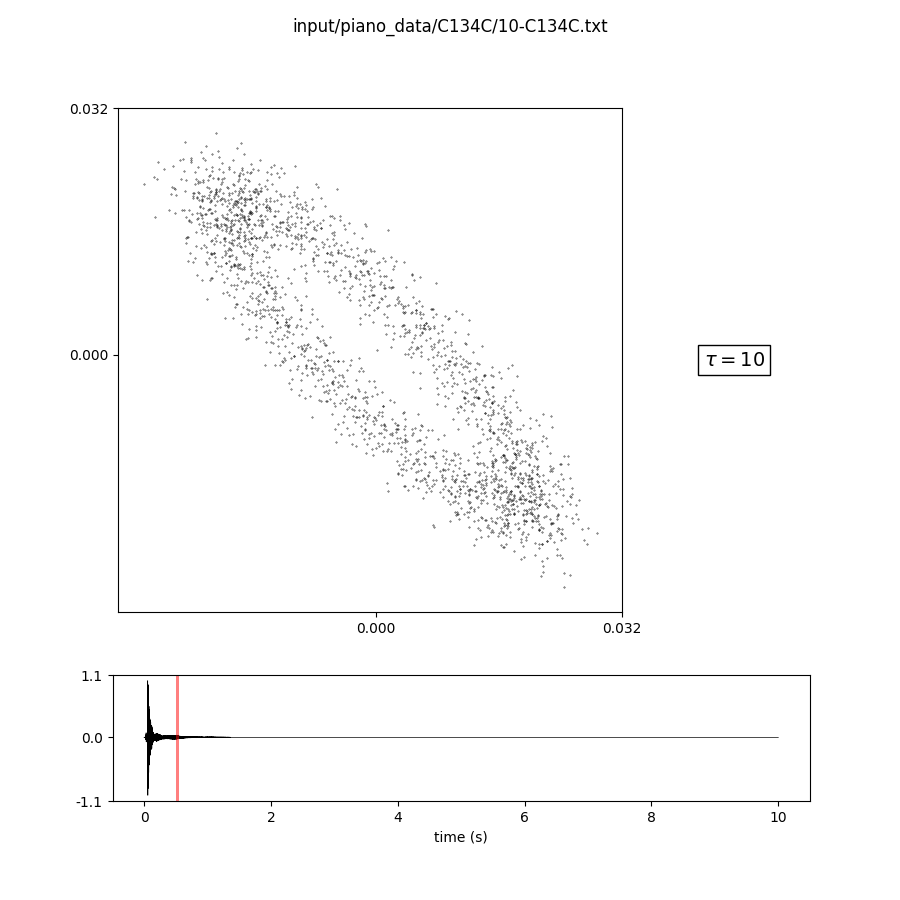 input/piano_data/C134C/10-C134C.txt
0.032
0.000
τ = 10
0.000 0.032
1.1
0.0
-1.1
0 2 4 6 8 10
time (s)